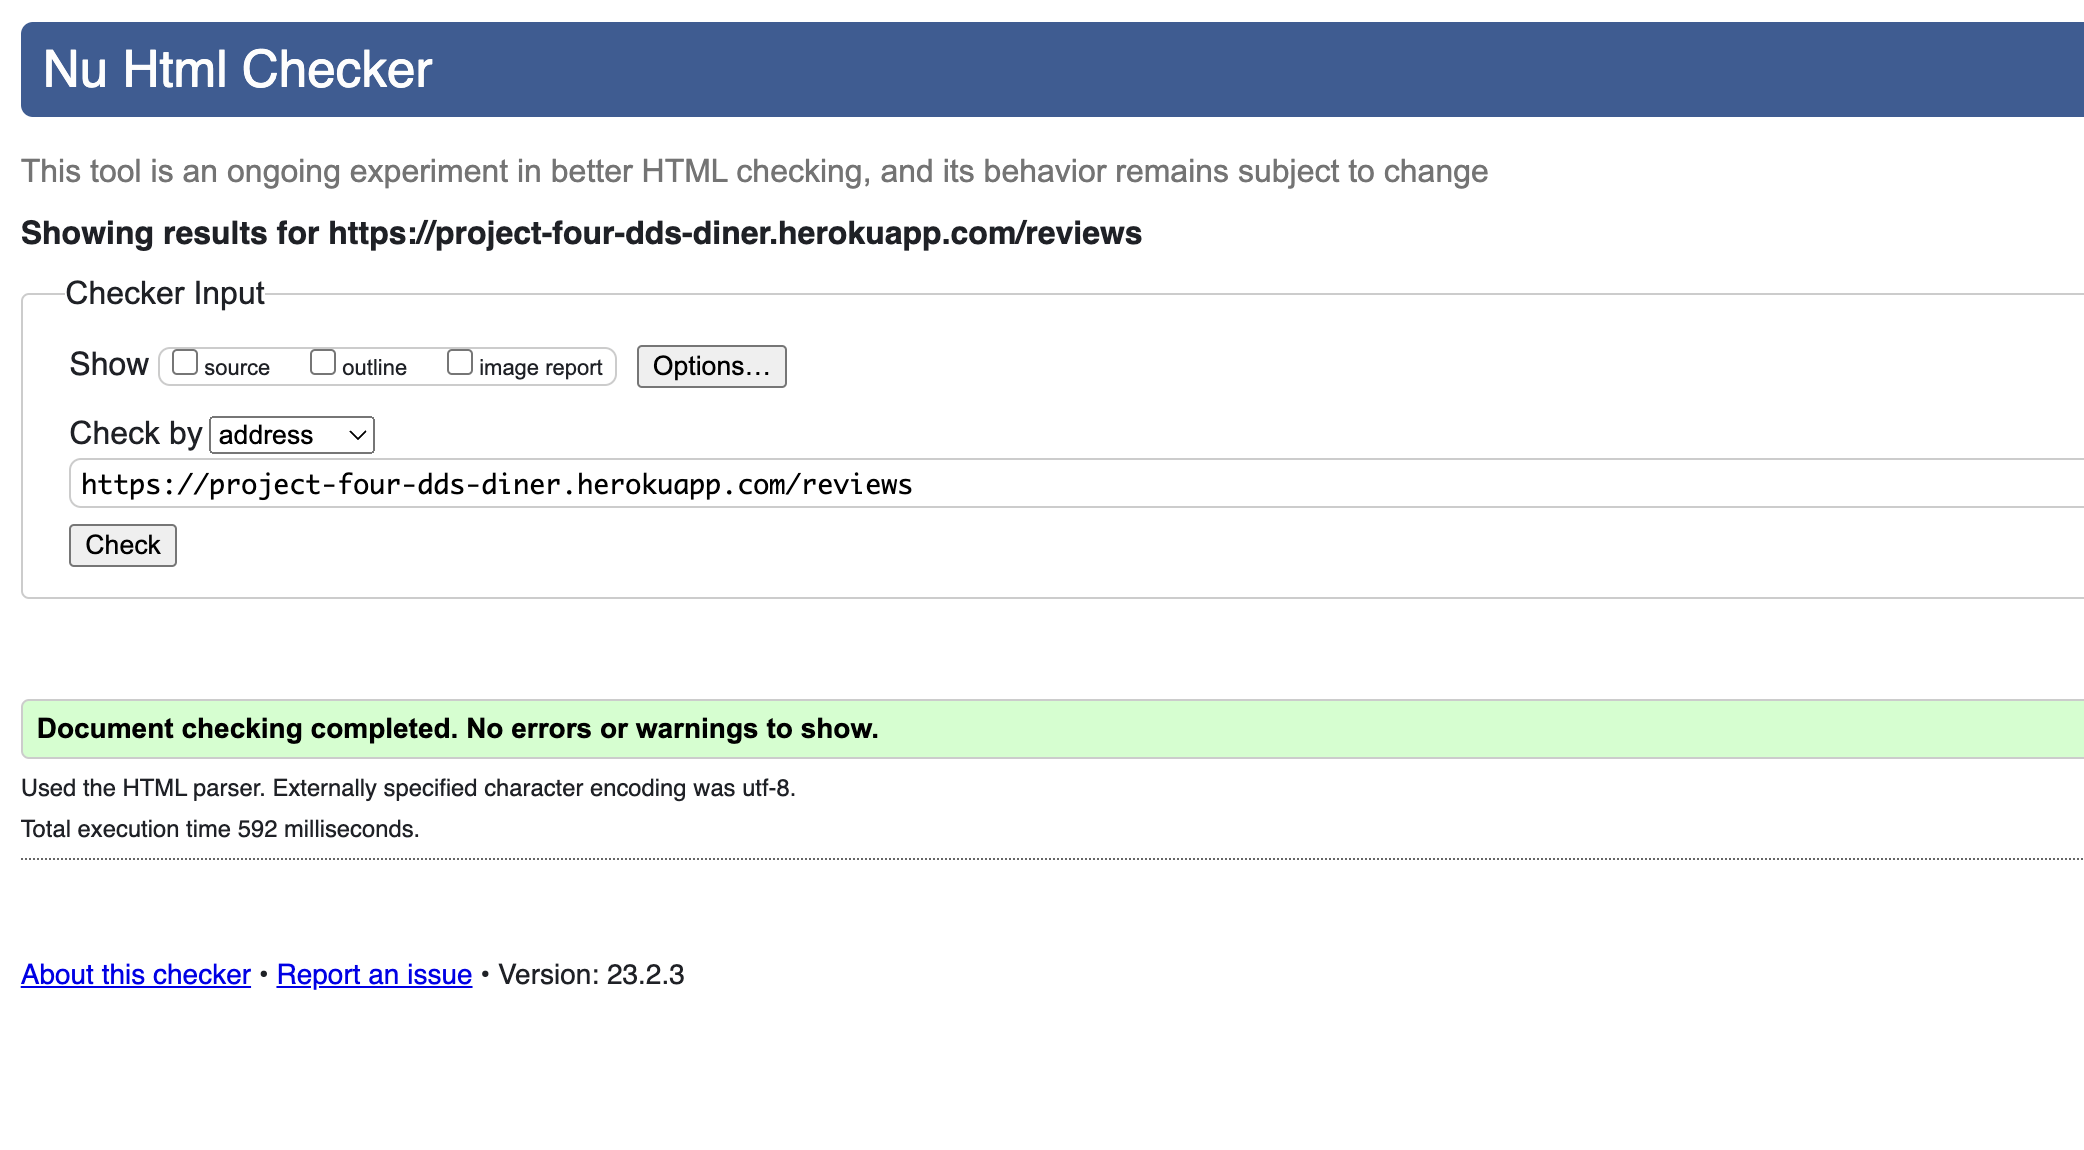 Nu Html Checker
This tool is an ongoing experiment in better HTML checking, and its behavior remains subject to change
Showing results for https://project-four-dds-diner.herokuapp.com/reviews
Checker Input
Show source outline image report Options...
Check by address
https://project-four-dds-diner.herokuapp.com/reviews
Check
Document checking completed. No errors or warnings to show.
Used the HTML parser. Externally specified character encoding was utf-8.
Total execution time 592 milliseconds.
About this checker • Report an issue • Version: 23.2.3